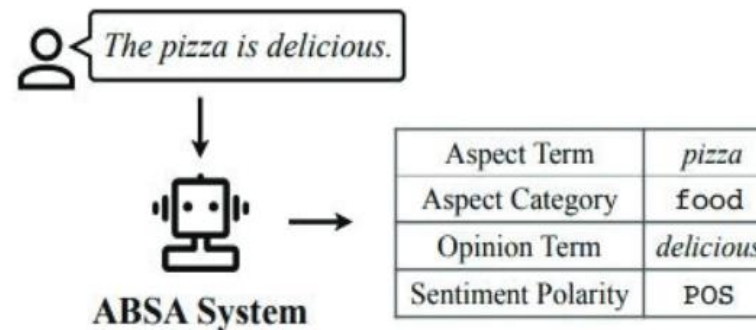 The pizza is delicious.
Aspect Term pizza
Aspect Category food
Opinion Term delicious
Sentiment Polarity POS
ABSA System